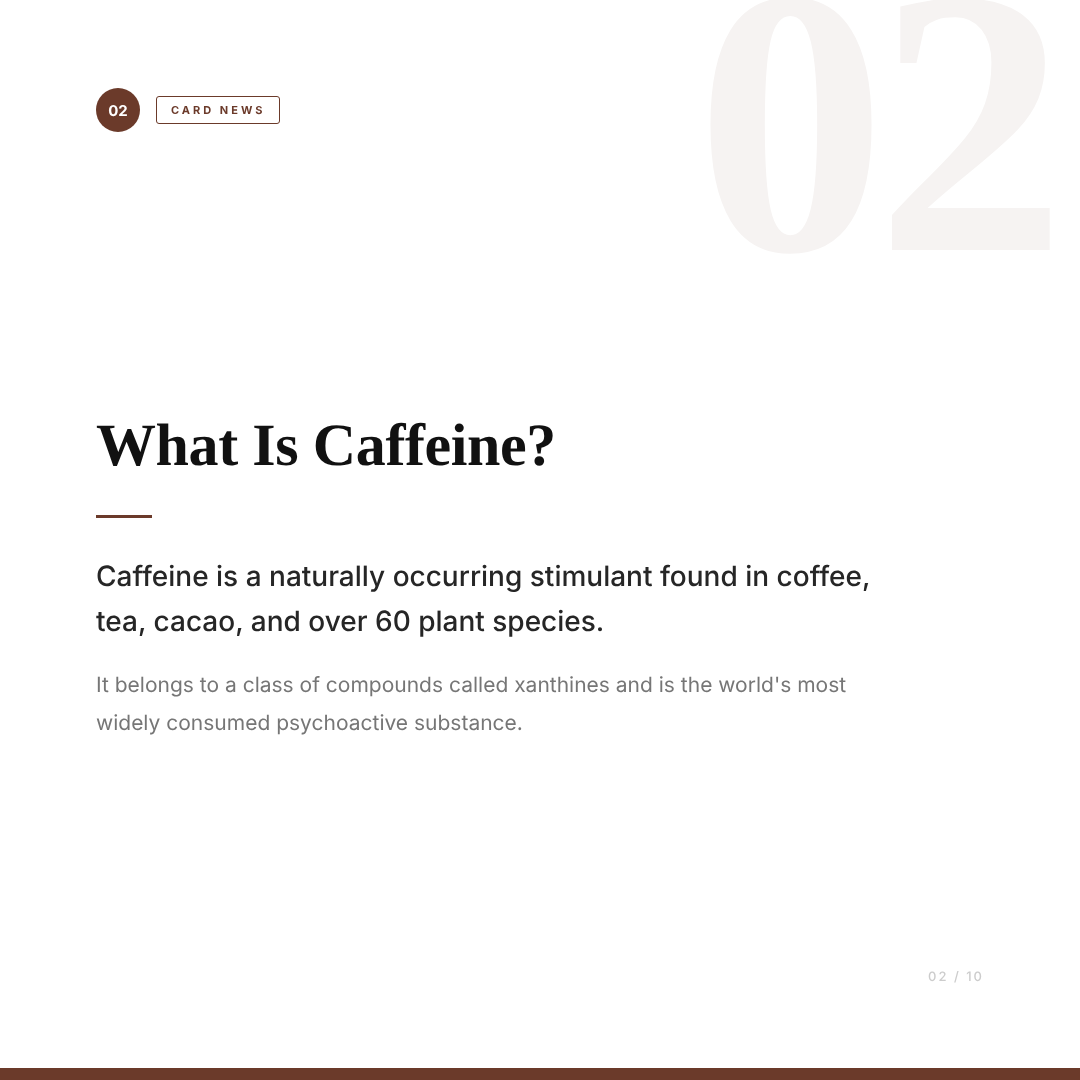 02
02
CARD NEWS
What Is Caffeine?
Caffeine is a naturally occurring stimulant found in coffee,
tea, cacao, and over 60 plant species.
It belongs to a class of compounds called xanthines and is the world's most
widely consumed psychoactive substance.
02 / 10